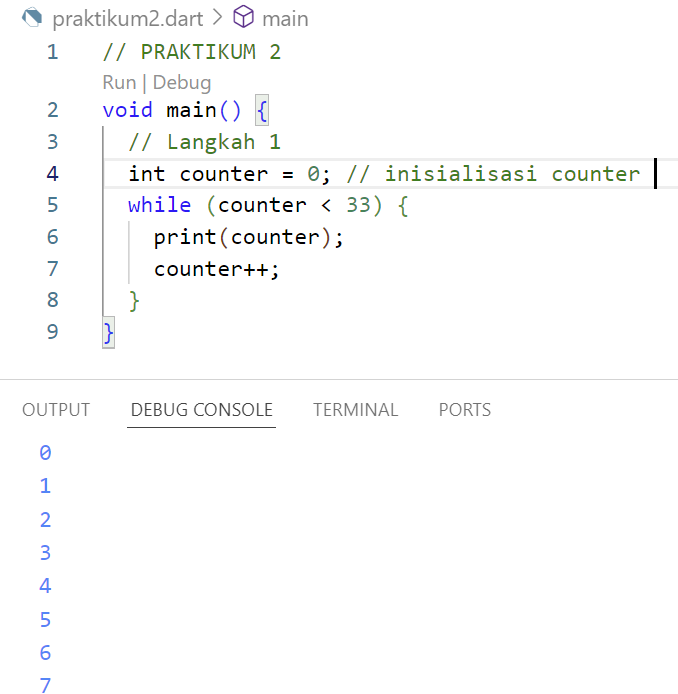 praktikum2.dart > main
1 // PRAKTIKUM 2
Run | Debug
2 void main() {
3 // Langkah 1
4 int counter = 0; // inisialisasi counter
5 while (counter < 33) {
6 print(counter);
7 counter++;
8 }
9 }
OUTPUT DEBUG CONSOLE TERMINAL PORTS
0
1
2
3
4
5
6
7